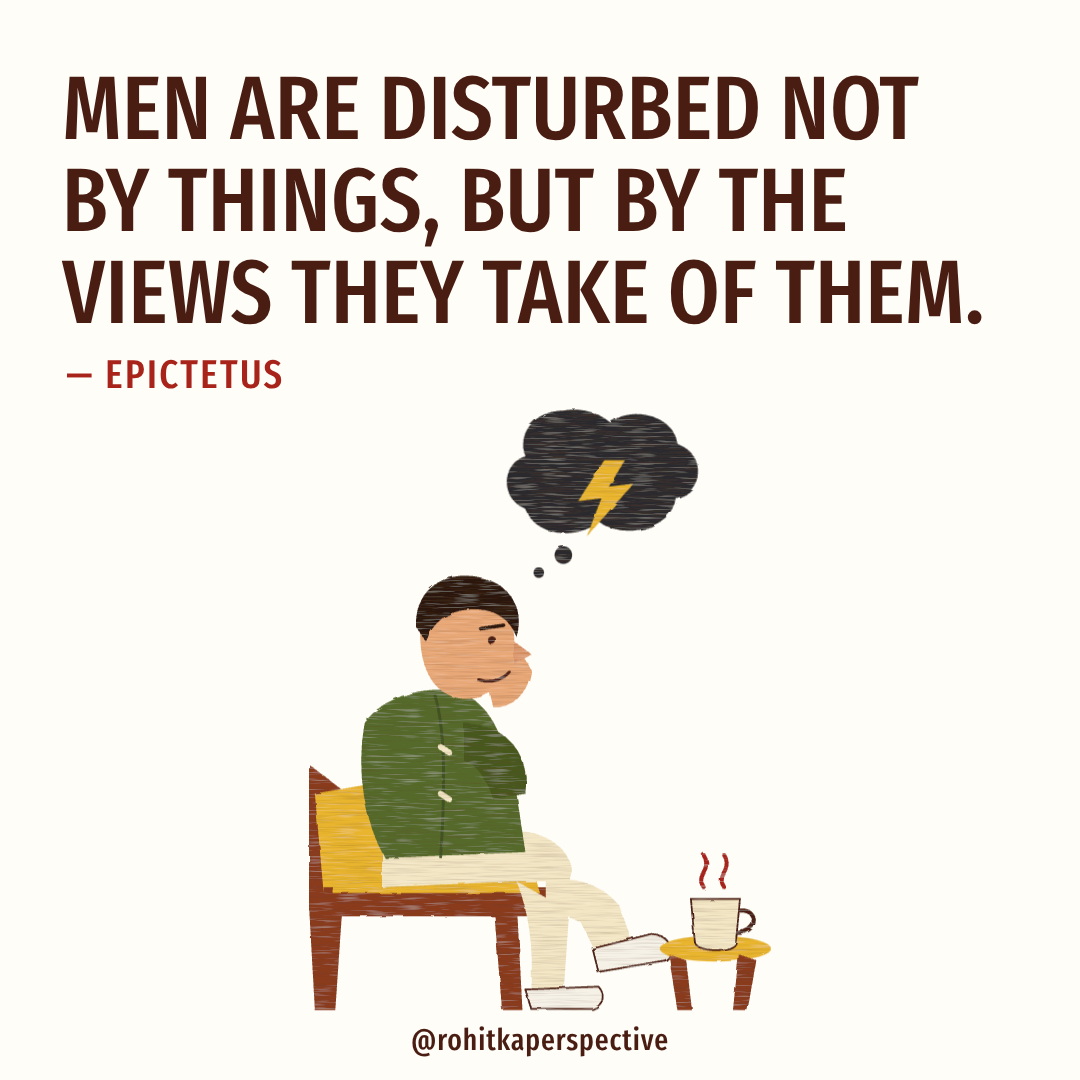 MEN ARE DISTURBED NOT
BY THINGS, BUT BY THE
VIEWS THEY TAKE OF THEM.
— EPICTETUS
@rohitkaperspective